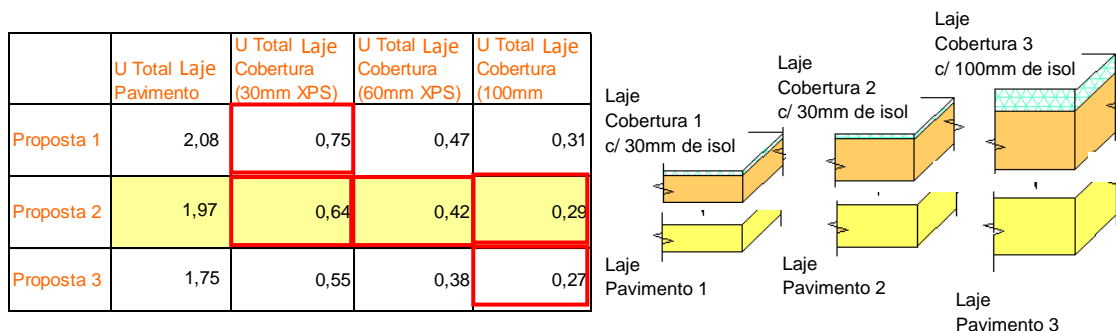 U Total Laje
Pavimento
U Total Laje
Cobertura
(30mm XPS)
U Total Laje
Cobertura
(60mm XPS)
U Total Laje
Cobertura
(100mm
Proposta 1
2,08
0,75
0,47
0,31
Proposta 2
1,97
0,64
0,42
0,29
Proposta 3
1,75
0,55
0,38
0,27
Laje
Cobertura 1
c/ 30mm de isol
Laje
Cobertura 2
c/ 30mm de isol
Laje
Cobertura 3
c/ 100mm de isol
Laje
Pavimento 1
Laje
Pavimento 2
Laje
Pavimento 3